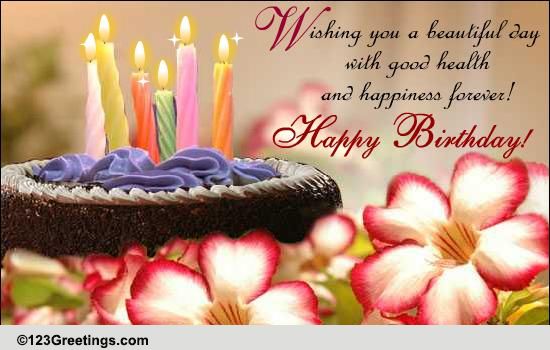 Wishing you a beautiful day
with good health
and happiness forever!
Happy Birthday!
©123Greetings.com